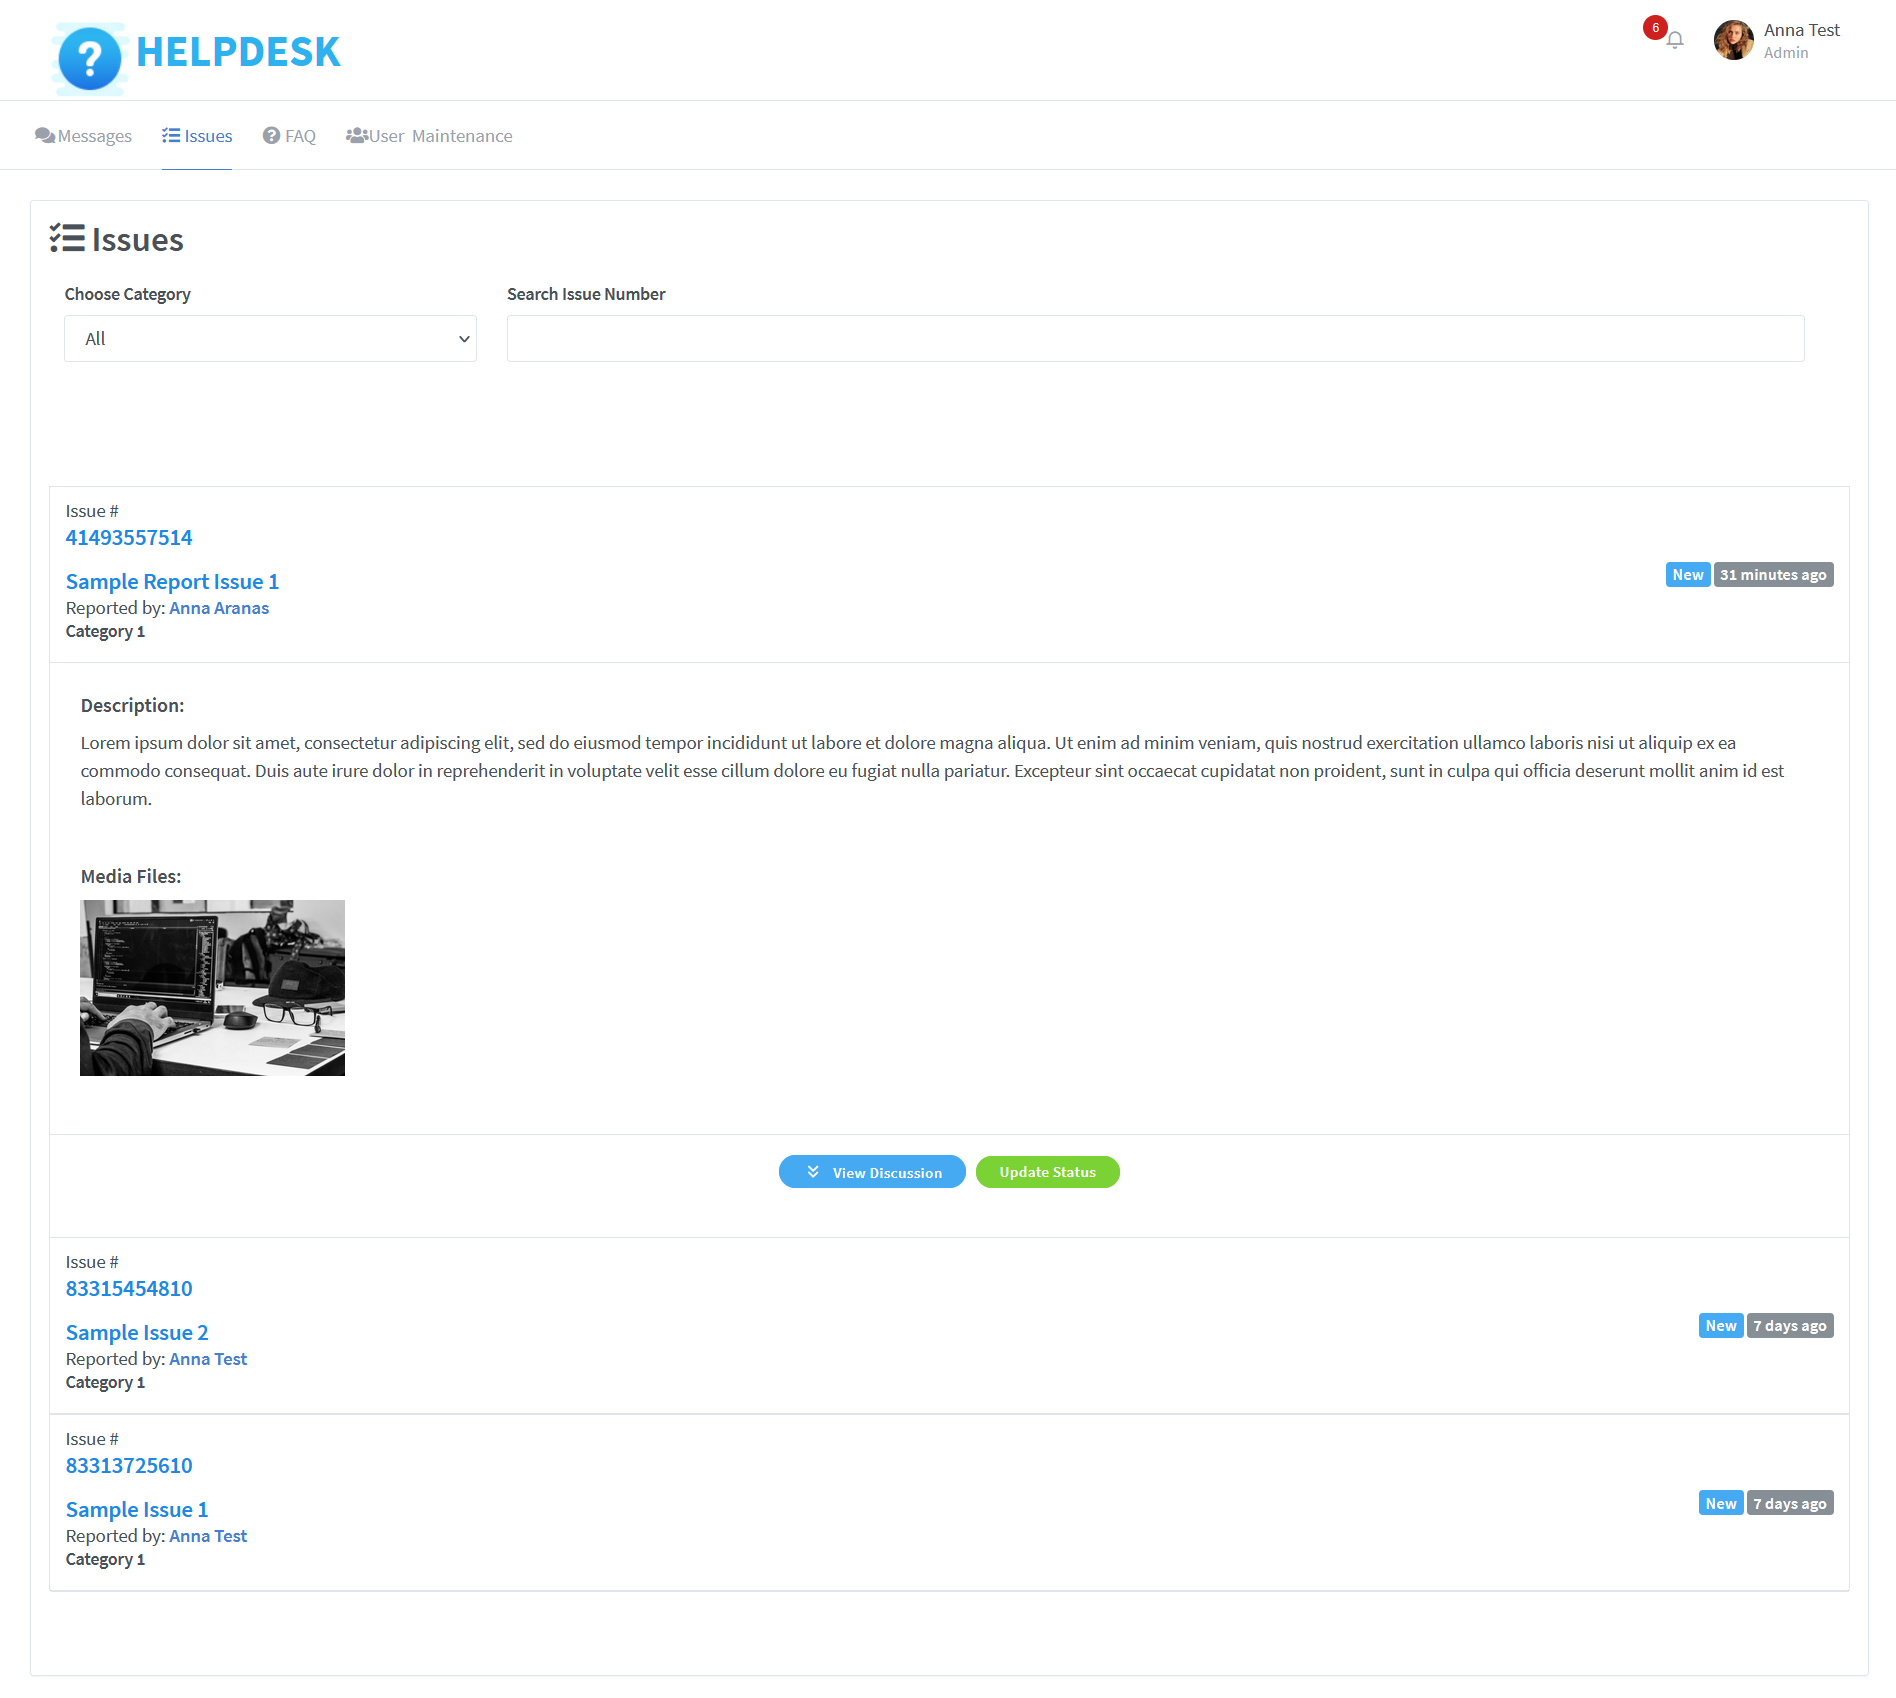 ?
HELPDESK
6
Anna Test
Admin
Messages
Issues
? FAQ
User Maintenance
Issues
Choose Category
Search Issue Number
All
Issue #
41493557514
Sample Report Issue 1
New 31 minutes ago
Reported by: Anna Aranas
Category 1
Description:
Lorem ipsum dolor sit amet, consectetur adipiscing elit, sed do eiusmod tempor incididunt ut labore et dolore magna aliqua. Ut enim ad minim veniam, quis nostrud exercitation ullamco laboris nisi ut aliquip ex ea
commodo consequat. Duis aute irure dolor in reprehenderit in voluptate velit esse cillum dolore eu fugiat nulla pariatur. Excepteur sint occaecat cupidatat non proident, sunt in culpa qui officia deserunt mollit anim id est
laborum.
Media Files:
View Discussion
Update Status
Issue #
83315454810
Sample Issue 2
New 7 days ago
Reported by: Anna Test
Category 1
Issue #
83313725610
Sample Issue 1
New 7 days ago
Reported by: Anna Test
Category 1